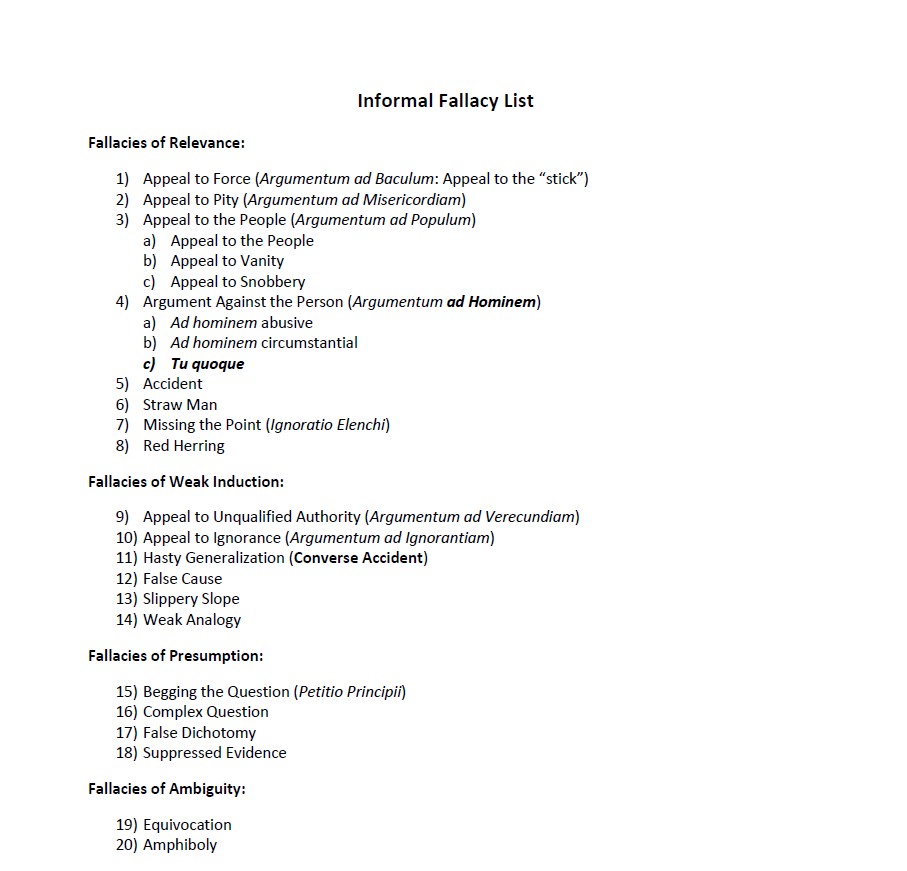 Informal Fallacy List
Fallacies of Relevance:
1) Appeal to Force (Argumentum ad Baculum: Appeal to the “stick”)
2) Appeal to Pity (Argumentum ad Misericordiam)
3) Appeal to the People (Argumentum ad Populum)
a) Appeal to the People
b) Appeal to Vanity
c) Appeal to Snobbery
4) Argument Against the Person (Argumentum ad Hominem)
a) Ad hominem abusive
b) Ad hominem circumstantial
c) Tu quoque
5) Accident
6) Straw Man
7) Missing the Point (Ignoratio Elenchi)
8) Red Herring
Fallacies of Weak Induction:
9) Appeal to Unqualified Authority (Argumentum ad Verecundiam)
10) Appeal to Ignorance (Argumentum ad Ignorantiam)
11) Hasty Generalization (Converse Accident)
12) False Cause
13) Slippery Slope
14) Weak Analogy
Fallacies of Presumption:
15) Begging the Question (Petitio Principii)
16) Complex Question
17) False Dichotomy
18) Suppressed Evidence
Fallacies of Ambiguity:
19) Equivocation
20) Amphiboly